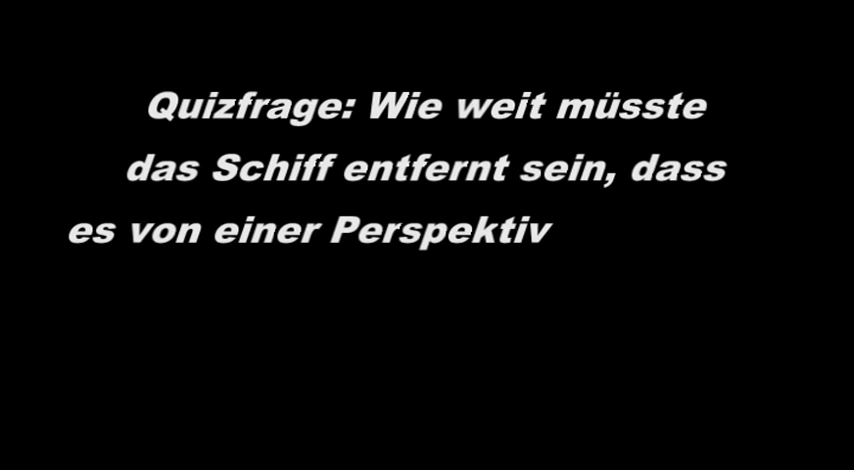 Quizfrage: Wie weit müsste
das Schiff entfernt sein, dass
es von einer Perspektiv